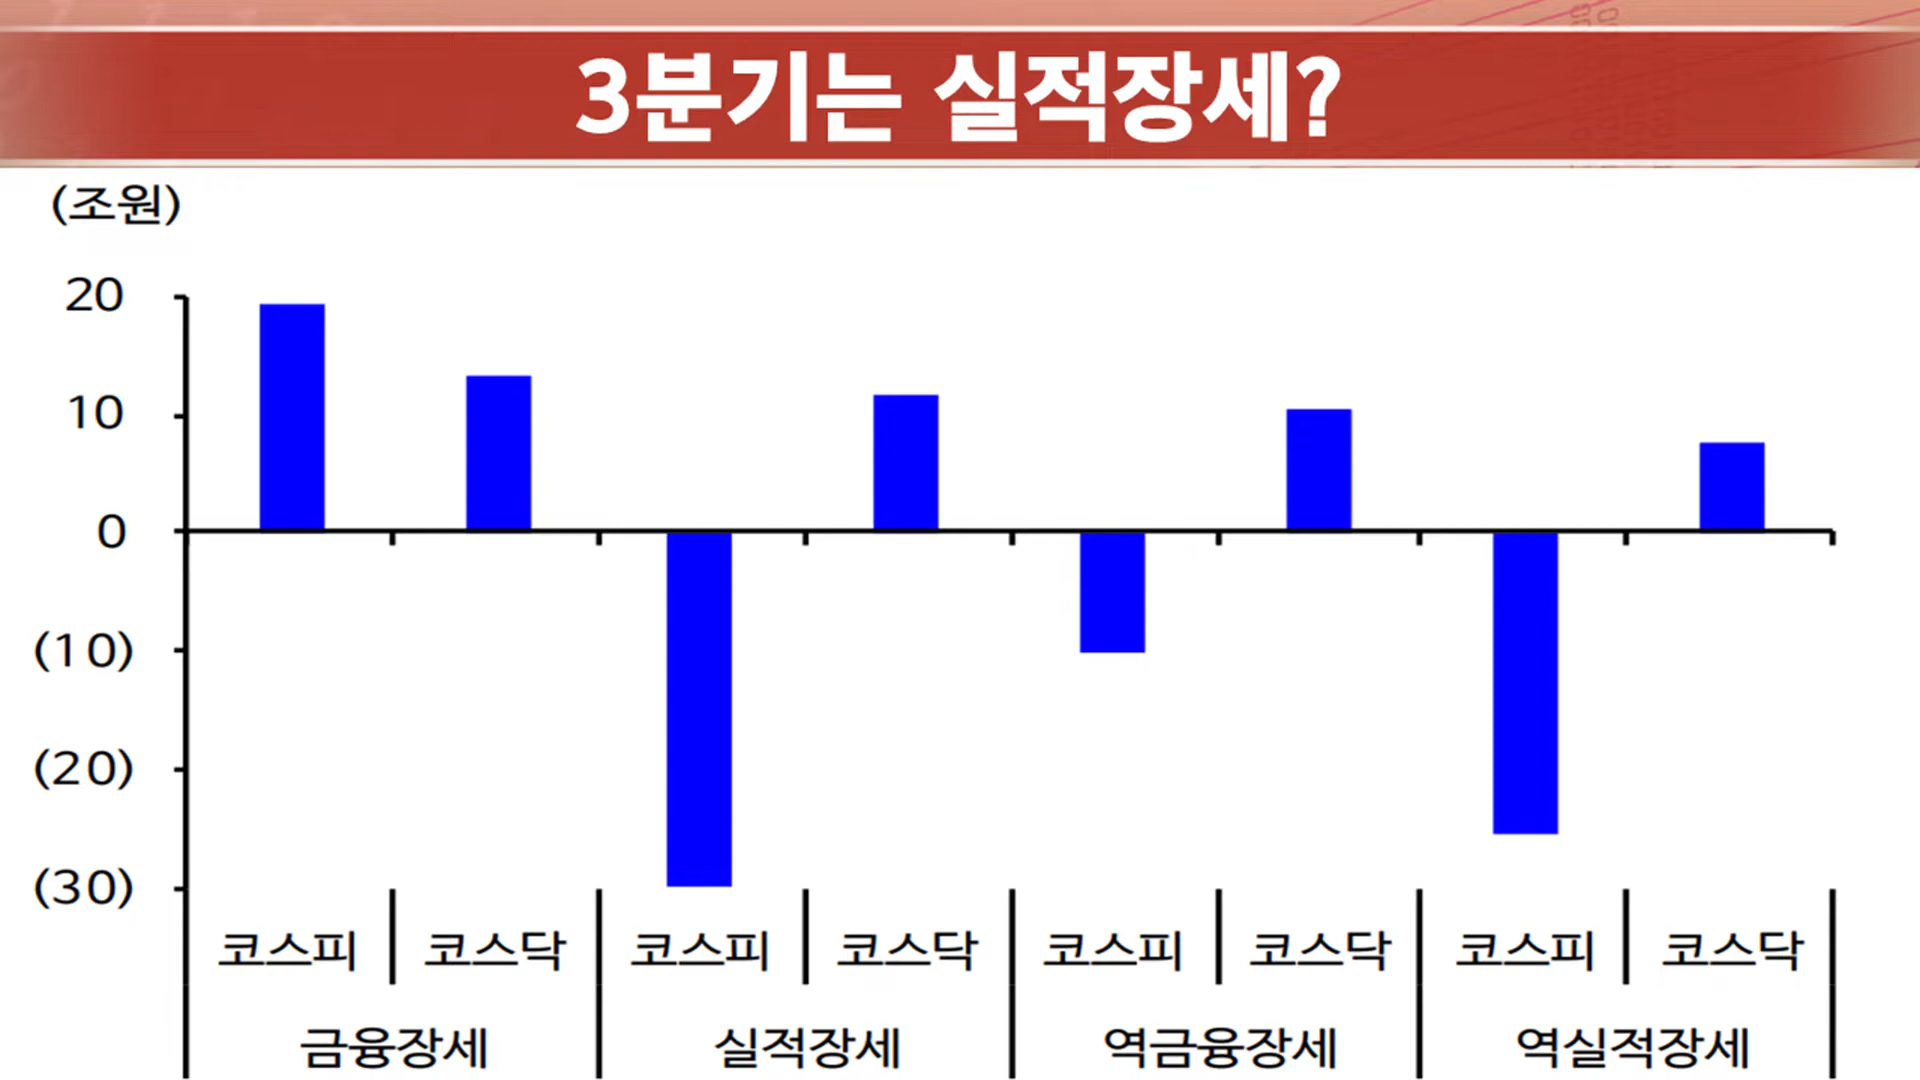 3분기는 실적장세?
(조원)
20
10
0
(10)
(20)
(30)
코스피 코스닥 코스피 코스닥 코스피 코스닥 코스피 코스닥
금융장세 실적장세 역금융장세 역실적장세